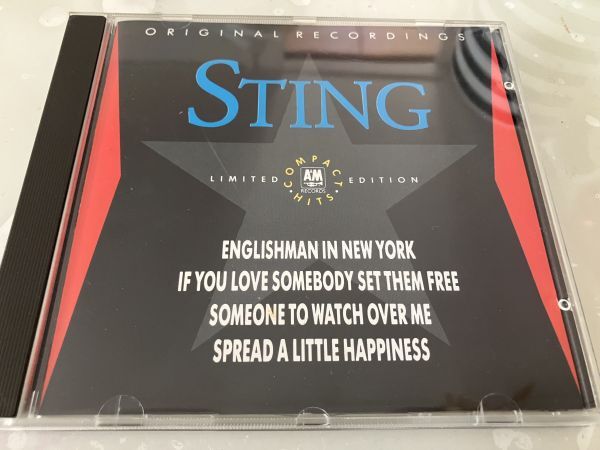 ORIGINAL RECORDINGS
STING
LIMITED EDITION
COMPACT HITS
A&M
RECORDS
ENGLISHMAN IN NEW YORK
IF YOU LOVE SOMEBODY SET THEM FREE
SOMEONE TO WATCH OVER ME
SPREAD A LITTLE HAPPINESS